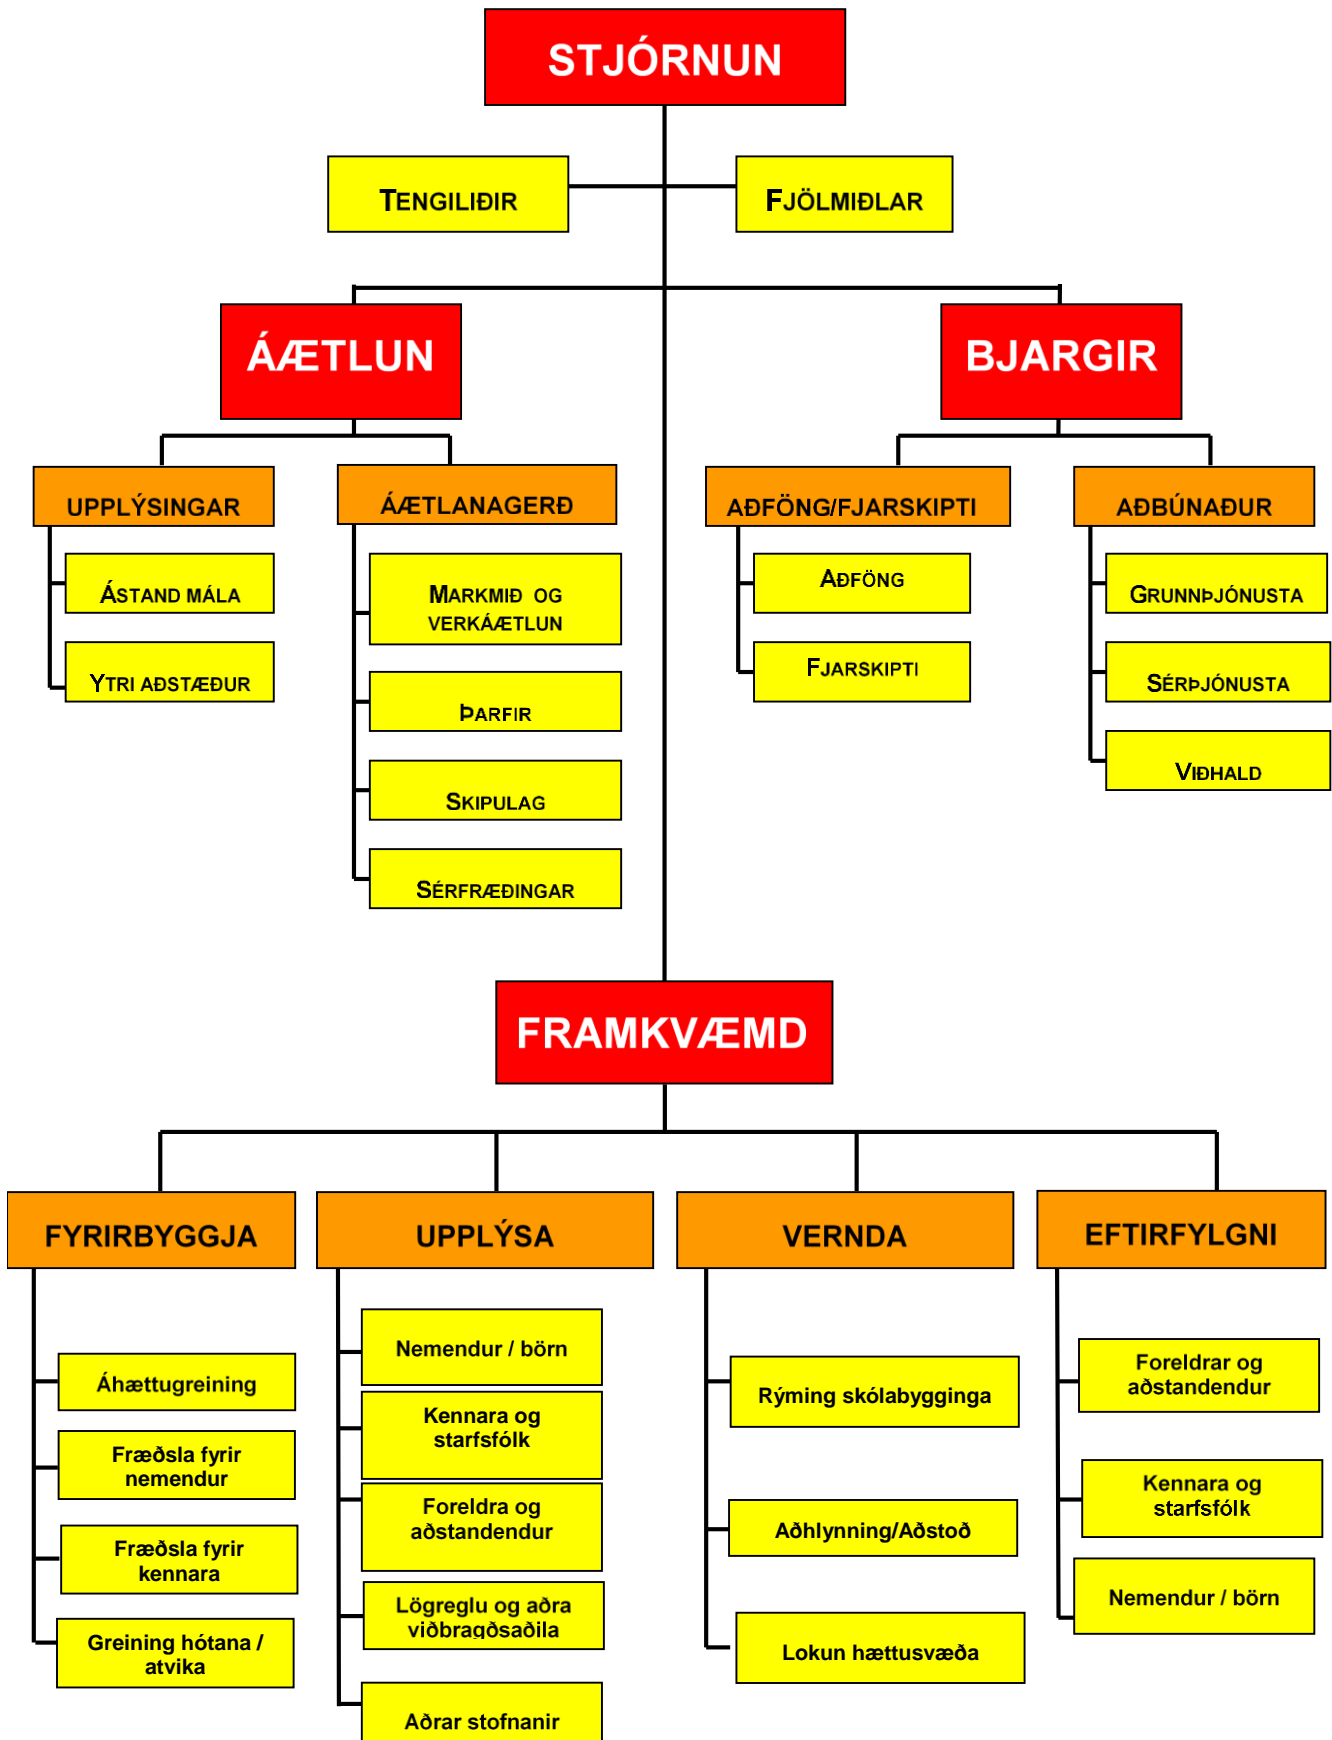 STJÓRNUN
TENGILIÐIR
FJÖLMIÐLAR
ÁÆTLUN
BJARGIR
UPPLÝSINGAR
ÁÆTLANAGERÐ
AÐFÖNG/FJARSKIPTI
AÐBÚNAÐUR
ÁSTAND MÁLA
YTRI AÐSTÆÐUR
MARKMIÐ OG
VERKÁÆTLUN
ÞARFIR
SKIPULAG
SÉRFRÆÐINGAR
AÐFÖNG
FJARSKIPTI
GRUNNÞJÓNUSTA
SÉRÞJÓNUSTA
VIÐHALD
FRAMKVÆMD
FYRIRBYGGJA
UPPLÝSA
VERNDA
EFTIRFYLGNI
Áhættugreining
Fræðsla fyrir
nemendur
Fræðsla fyrir
kennara
Greining hótana /
atvika
Nemendur / börn
Kennara og
starfsfólk
Foreldra og
aðstandendur
Lögreglu og aðra
viðbragðsaðila
Aðrar stofnanir
Rýming skólabygginga
Aðhlynning/Aðstoð
Lokun hættusvæða
Foreldrar og
aðstandendur
Kennara og
starfsfólk
Nemendur / börn